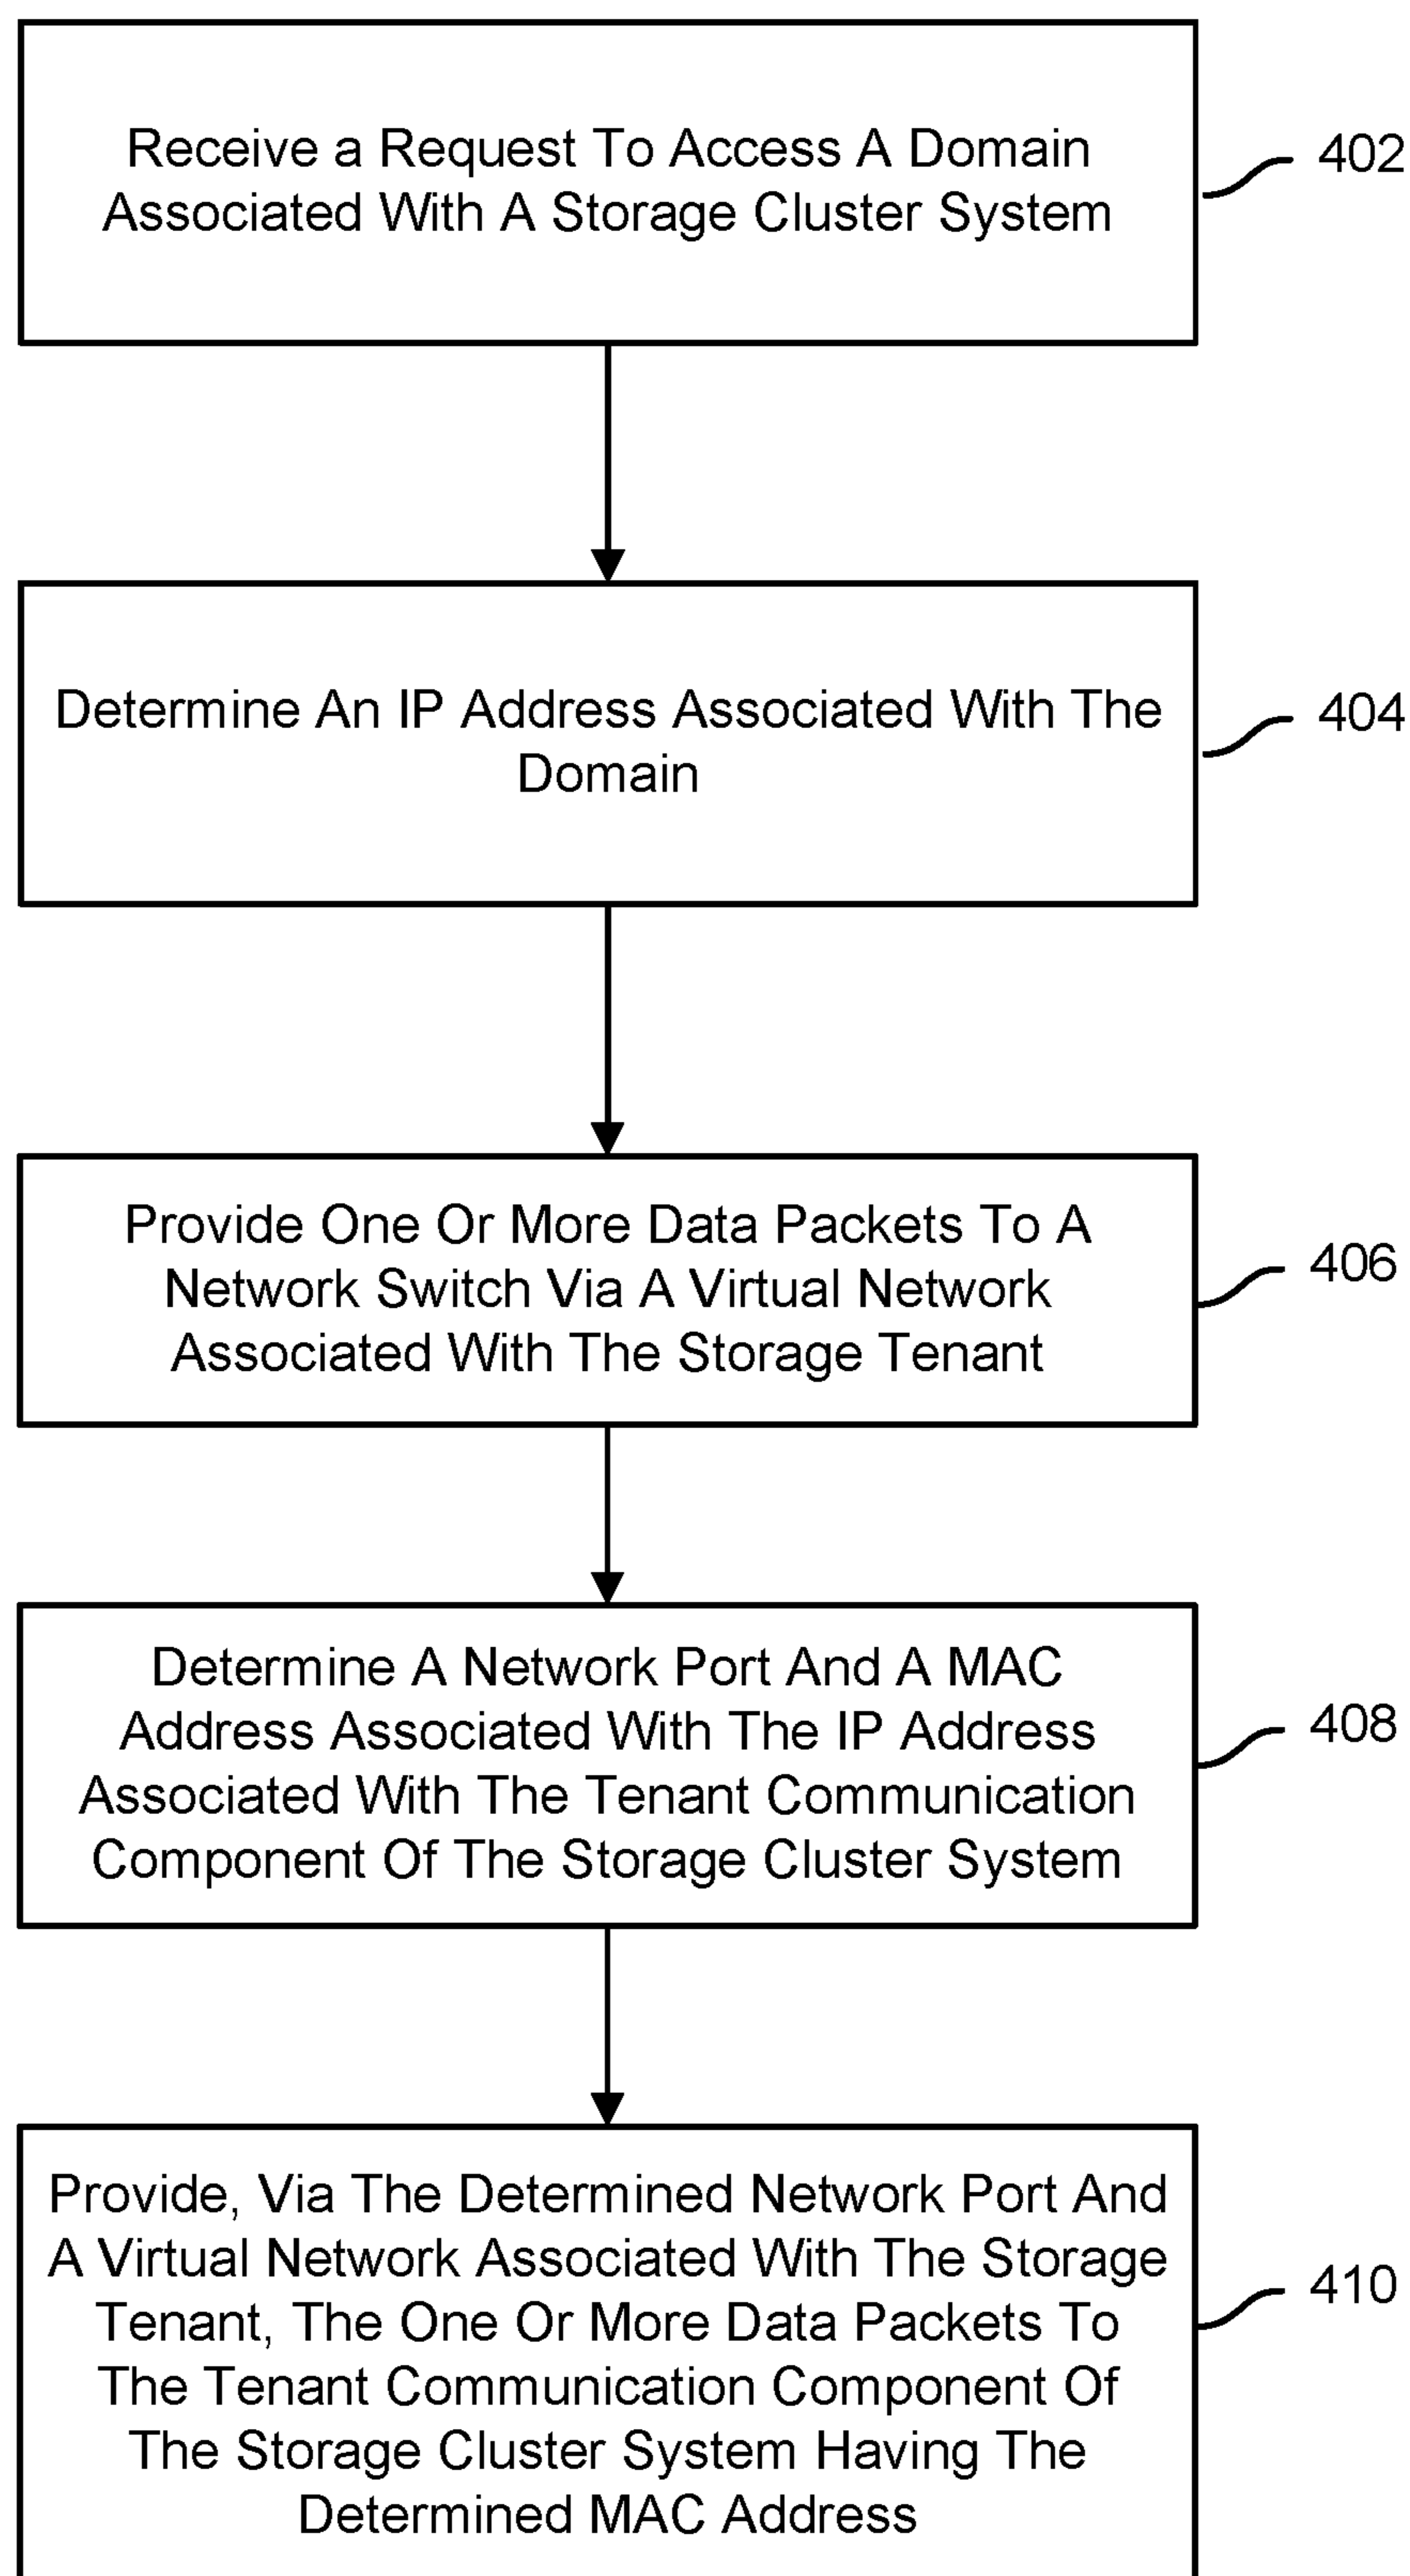 Receive a Request To Access A Domain
Associated With A Storage Cluster System
402
Determine An IP Address Associated With The
Domain
404
Provide One Or More Data Packets To A
Network Switch Via A Virtual Network
Associated With The Storage Tenant
406
Determine A Network Port And A MAC
Address Associated With The IP Address
Associated With The Tenant Communication
Component Of The Storage Cluster System
408
Provide, Via The Determined Network Port And
A Virtual Network Associated With The Storage
Tenant, The One Or More Data Packets To
The Tenant Communication Component Of
The Storage Cluster System Having The
Determined MAC Address
410